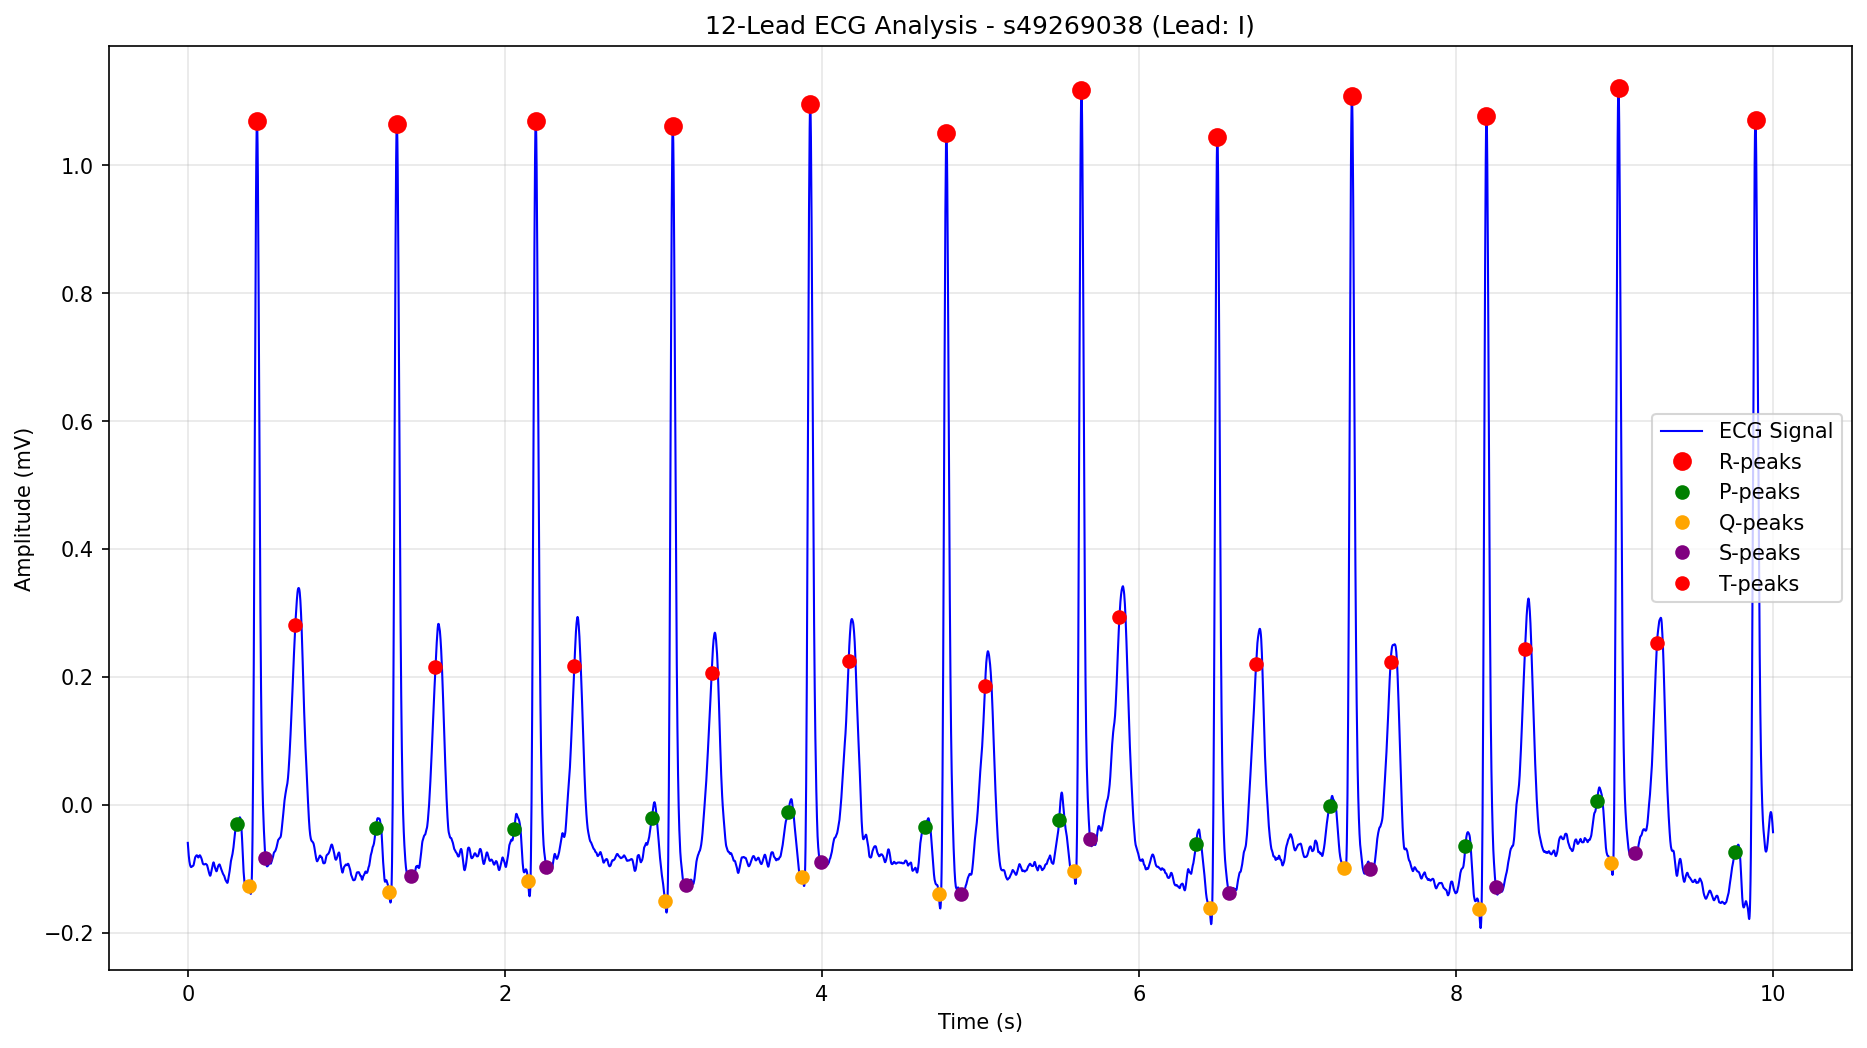 12-Lead ECG Analysis - s49269038 (Lead: I)
Amplitude (mV)
1.0
0.8
0.6
0.4
0.2
0.0
−0.2
ECG Signal
R-peaks
P-peaks
Q-peaks
S-peaks
T-peaks
0 2 4 6 8 10
Time (s)